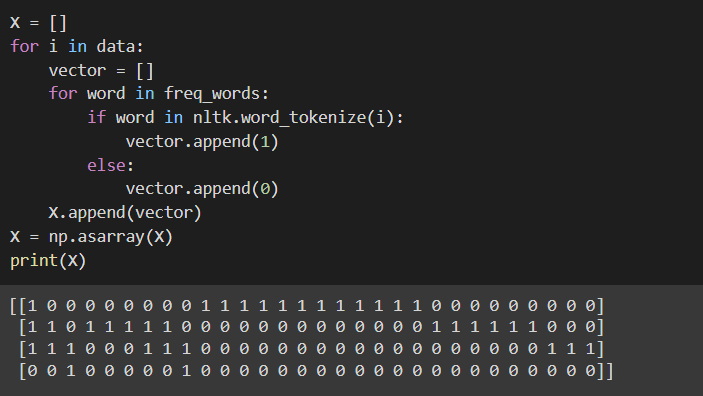 X = []
for i in data:
    vector = []
    for word in freq_words:
        if word in nltk.word_tokenize(i):
            vector.append(1)
        else:
            vector.append(0)
    X.append(vector)
X = np.asarray(X)
print(X)
[[1 0 0 0 0 0 0 0 0 1 1 1 1 1 1 1 1 1 1 1 1 0 0 0 0 0 0 0 0 0]
 [1 1 0 1 1 1 1 1 0 0 0 0 0 0 0 0 0 0 0 0 0 1 1 1 1 1 1 0 0 0]
 [1 1 1 0 0 0 1 1 1 0 0 0 0 0 0 0 0 0 0 0 0 0 0 0 0 0 0 1 1 1]
 [0 0 1 0 0 0 0 0 1 0 0 0 0 0 0 0 0 0 0 0 0 0 0 0 0 0 0 0 0 0]]